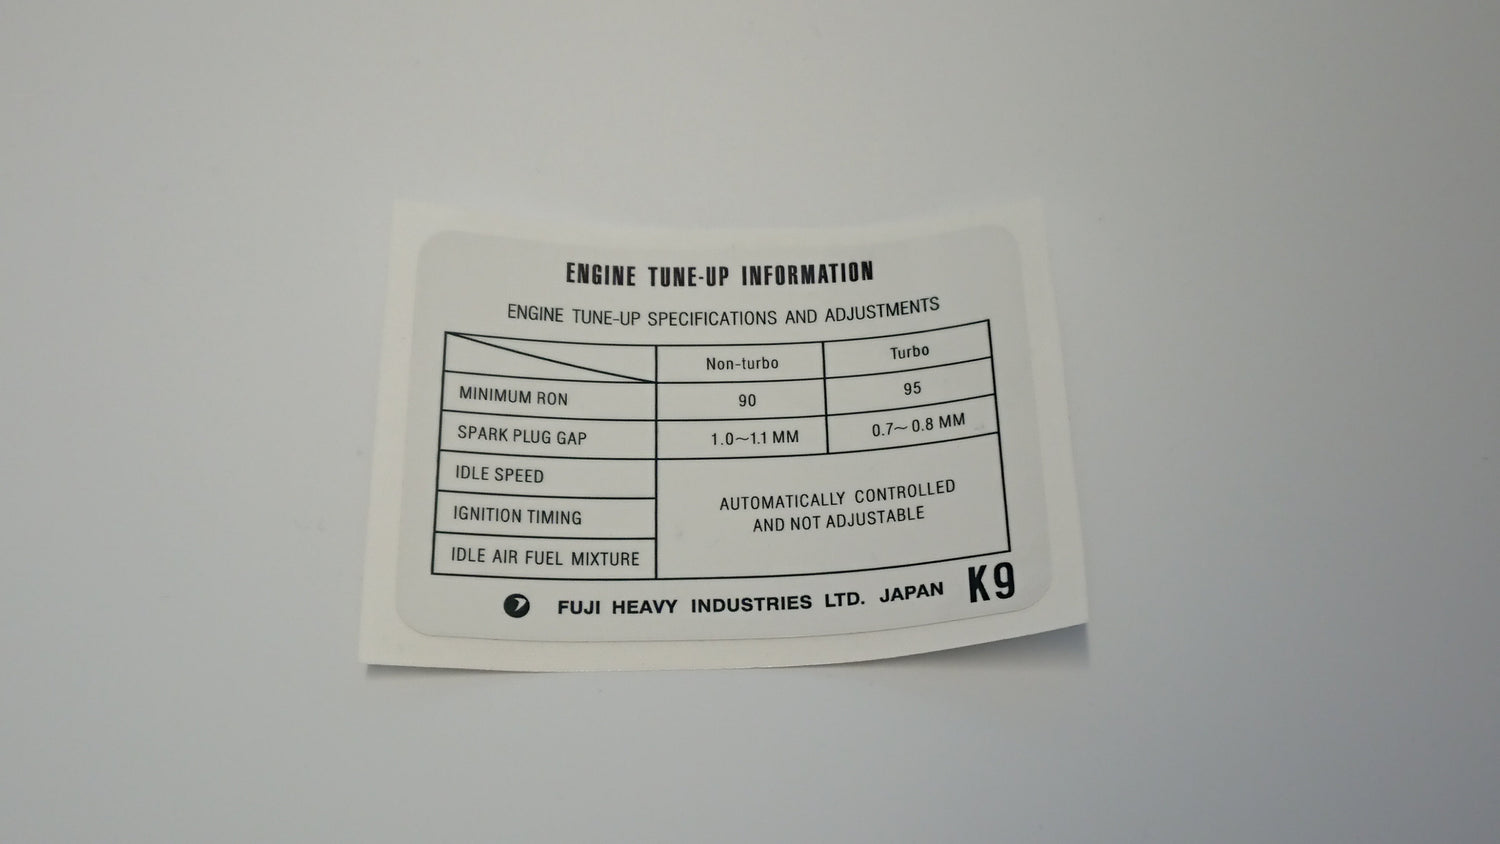 ENGINE TUNE-UP INFORMATION
ENGINE TUNE-UP SPECIFICATIONS AND ADJUSTMENTS
Non-turbo Turbo
MINIMUM RON 90 95
SPARK PLUG GAP 1.0~1.1 MM 0.7~0.8 MM
IDLE SPEED
IGNITION TIMING
IDLE AIR FUEL MIXTURE
AUTOMATICALLY CONTROLLED
AND NOT ADJUSTABLE
FUJI HEAVY INDUSTRIES LTD. JAPAN K9